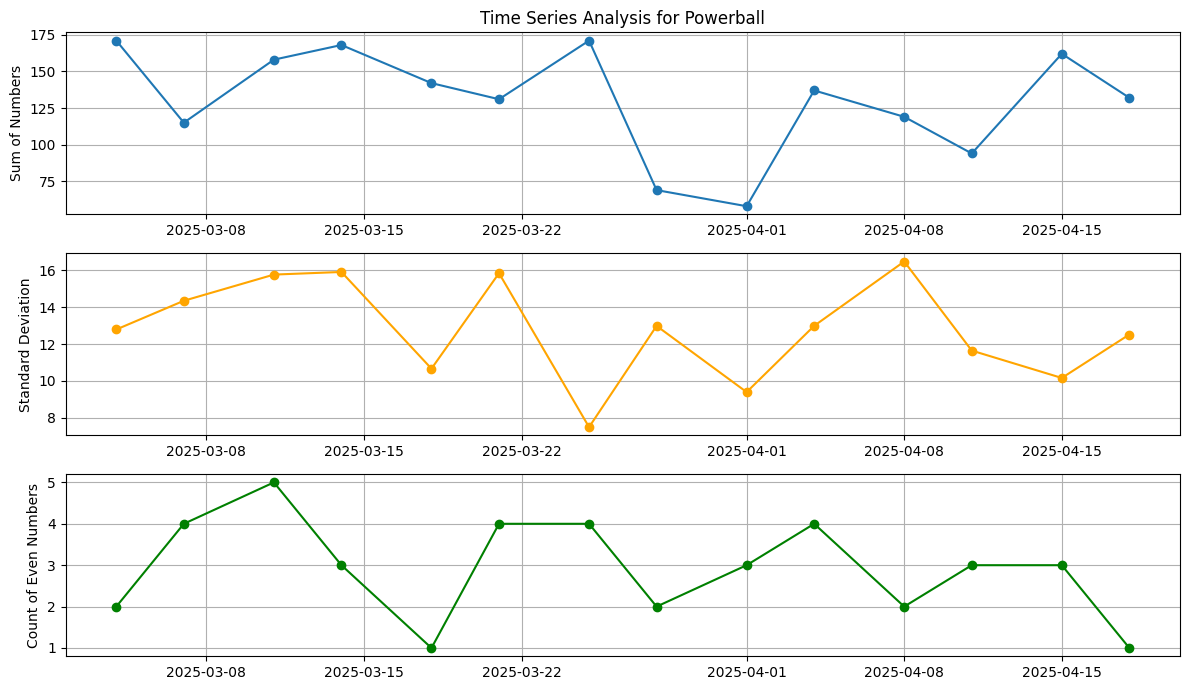 Time Series Analysis for Powerball
Sum of Numbers
175
150
125
100
75
2025-03-08 2025-03-15 2025-03-22 2025-04-01 2025-04-08 2025-04-15
Standard Deviation
16
14
12
10
8
2025-03-08 2025-03-15 2025-03-22 2025-04-01 2025-04-08 2025-04-15
Count of Even Numbers
5
4
3
2
1
2025-03-08 2025-03-15 2025-03-22 2025-04-01 2025-04-08 2025-04-15